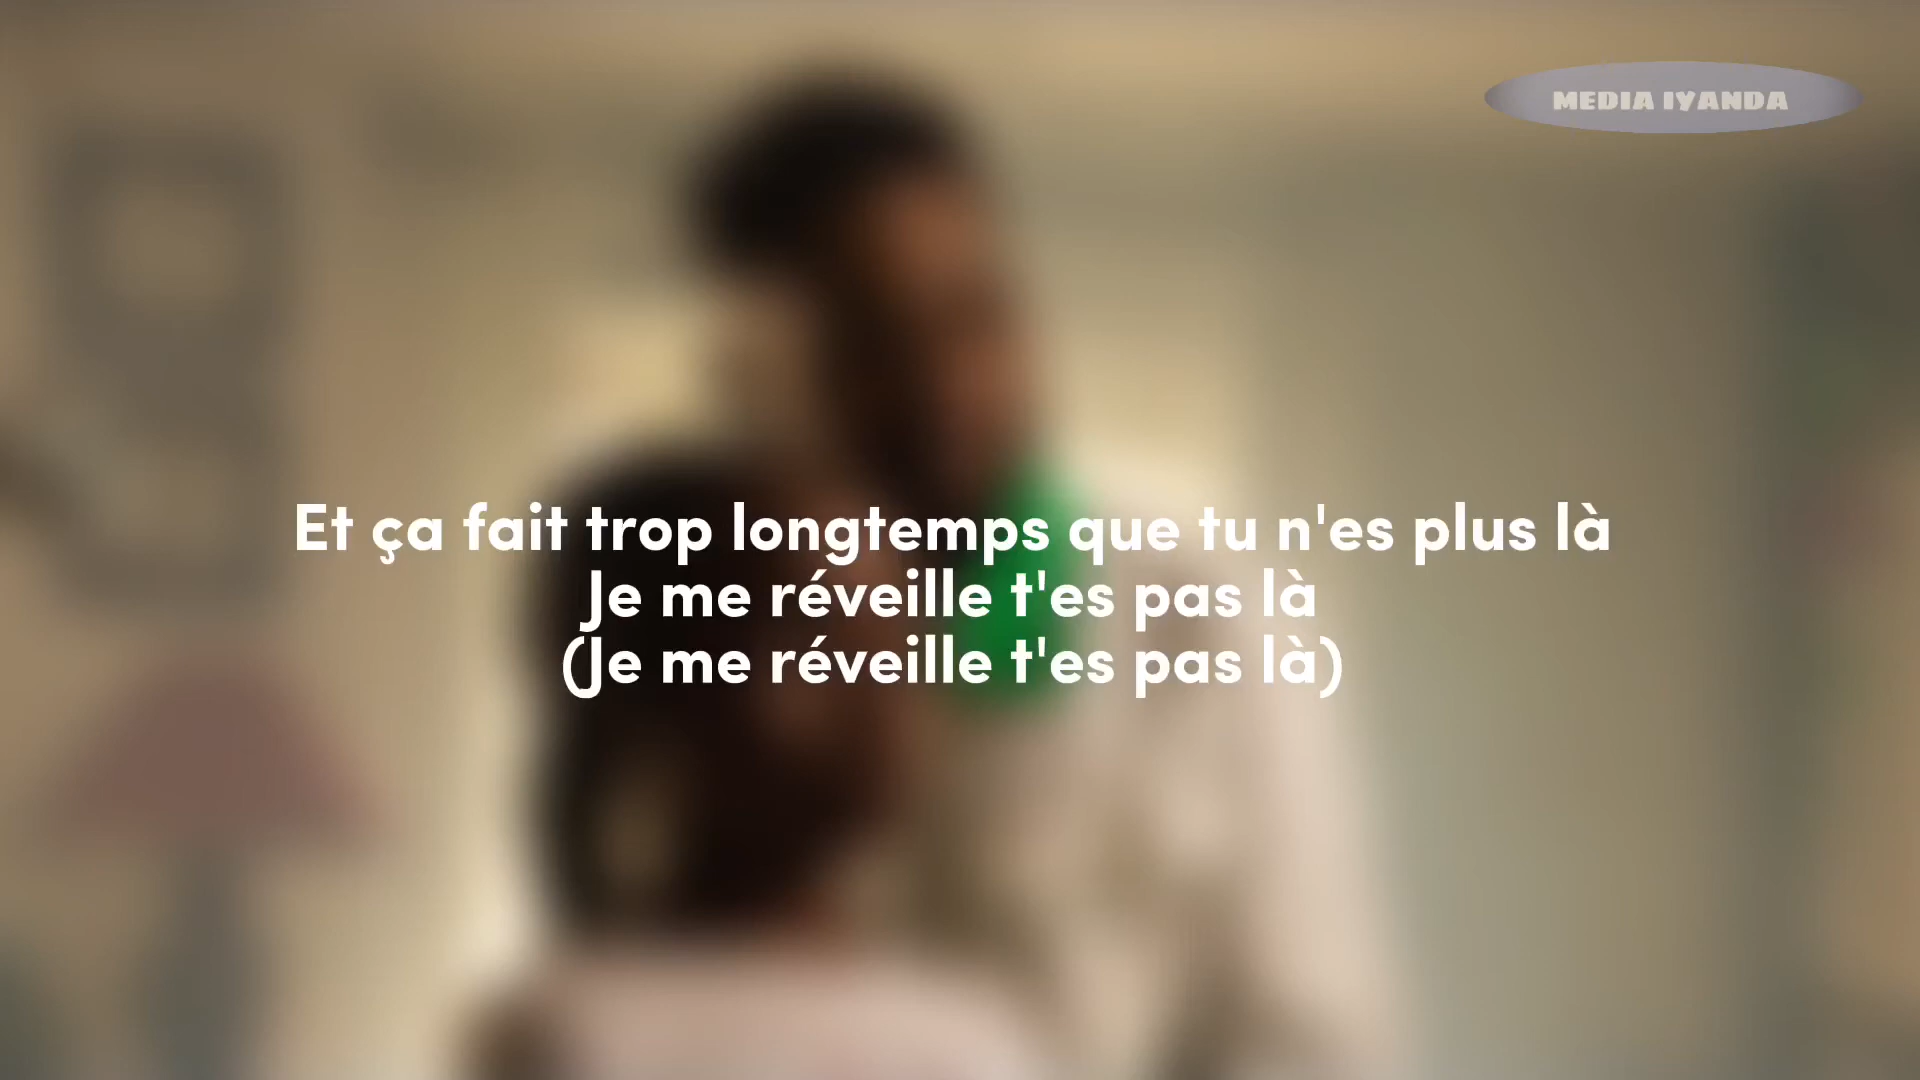 MEDIA IYANDA
Et ça fait trop longtemps que tu n'es plus là
Je me réveille t'es pas là
(Je me réveille t'es pas là)